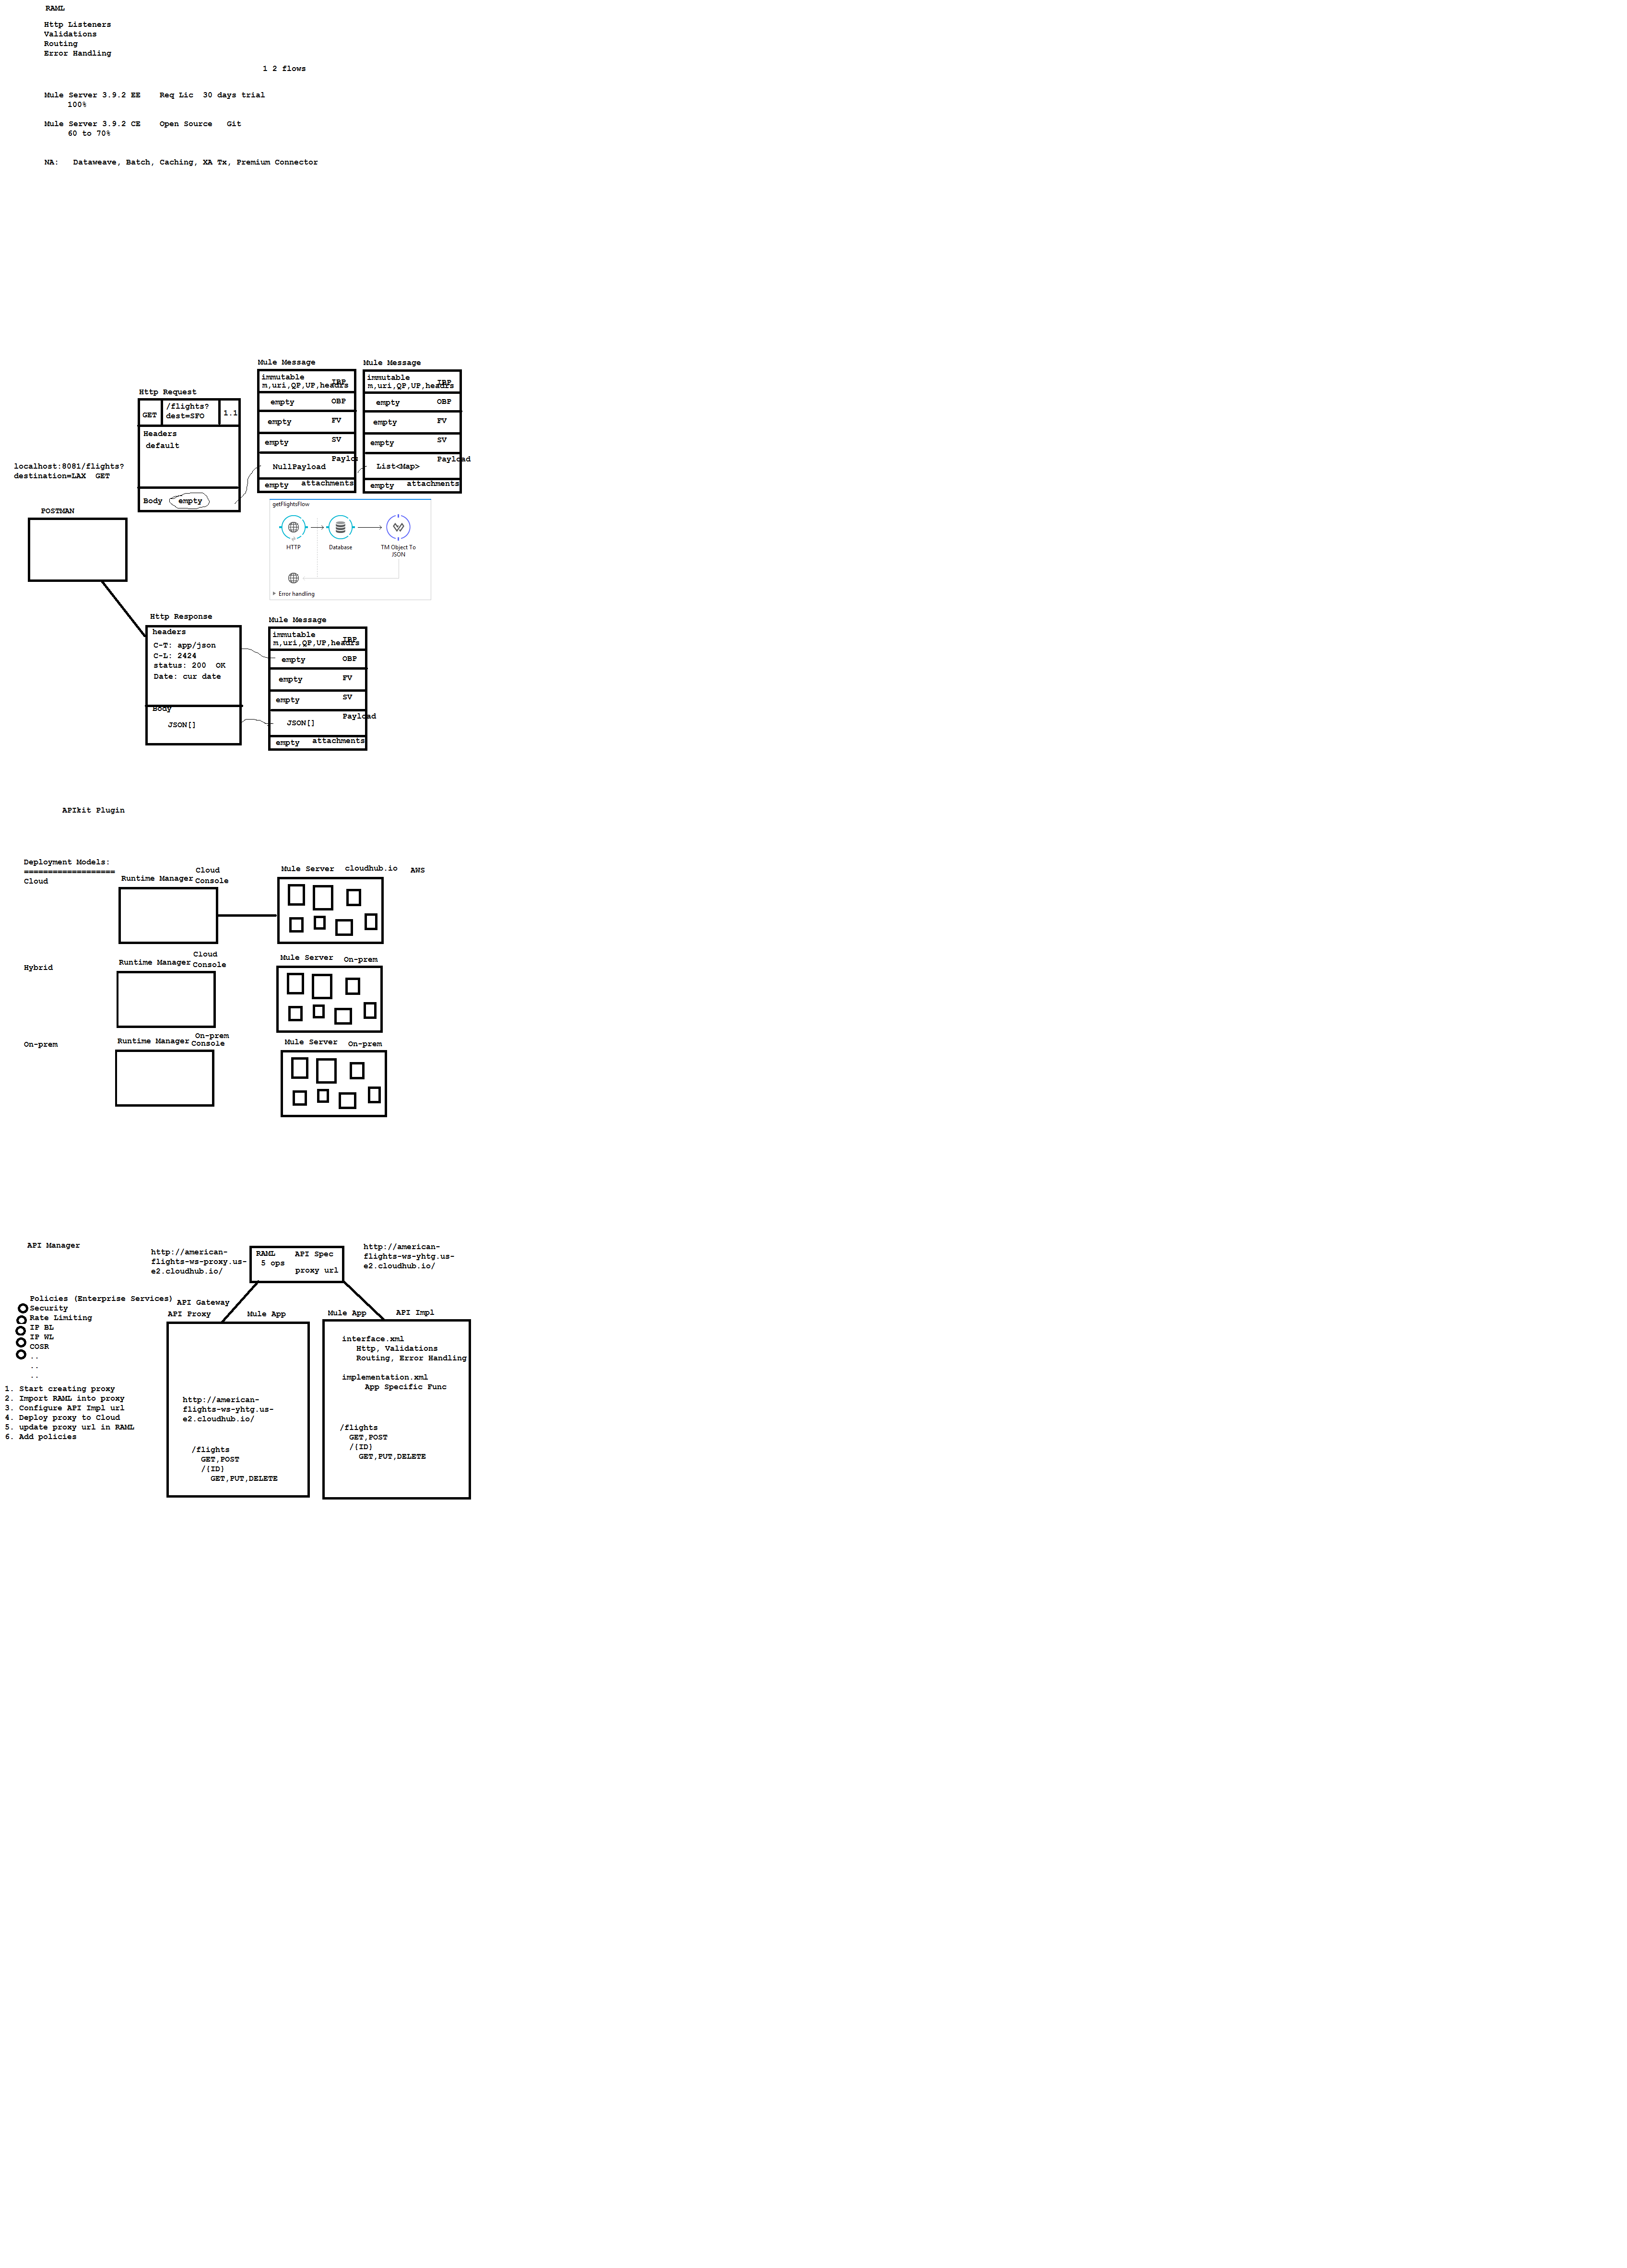 RAML
Http Listeners
Validations
Routing
Error Handling
1 2 flows
Mule Server 3.9.2 EE    Req Lic  30 days trial
100%
Mule Server 3.9.2 CE    Open Source   Git
60 to 70%
NA:   Dataweave, Batch, Caching, XA Tx, Premium Connector
Mule Message
immutable IBP
m,uri,QP,UP,headrs
empty OBP
empty FV
empty SV
Payload
NullPayload
empty attachments
Mule Message
immutable IBP
m,uri,QP,UP,headrs
empty OBP
empty FV
empty SV
Payload
List<Map>
empty attachments
Http Request
GET /flights? 1.1
dest=SFO
Headers
default
Body empty
localhost:8081/flights?
destination=LAX  GET
POSTMAN
getFlightsFlow
HTTP Database TM Object To
JSON
Error handling
Http Response
headers
C-T: app/json
C-L: 2424
status: 200  OK
Date: cur date
Body
JSON[]
Mule Message
immutable IBP
m,uri,QP,UP,headrs
empty OBP
empty FV
empty SV
Payload
JSON[]
empty attachments
APIkit Plugin
Deployment Models:
===================
Cloud
Runtime Manager Cloud
Console
Mule Server cloudhub.io AWS
Hybrid
Runtime Manager Cloud
Console
Mule Server On-prem
On-prem
Runtime Manager On-prem
Console
Mule Server On-prem
API Manager
http://american-
flights-ws-proxy.us-
e2.cloudhub.io/
RAML API Spec
5 ops
proxy url
http://american-
flights-ws-yhtg.us-
e2.cloudhub.io/
Policies (Enterprise Services)
Security
Rate Limiting
IP BL
IP WL
COSR
..
..
..
1. Start creating proxy
2. Import RAML into proxy
3. Configure API Impl url
4. Deploy proxy to Cloud
5. update proxy url in RAML
6. Add policies
API Gateway
API Proxy Mule App
http://american-
flights-ws-yhtg.us-
e2.cloudhub.io/
/flights
GET,POST
/{ID}
GET,PUT,DELETE
Mule App API Impl
interface.xml
Http, Validations
Routing, Error Handling
implementation.xml
App Specific Func
/flights
GET,POST
/{ID}
GET,PUT,DELETE